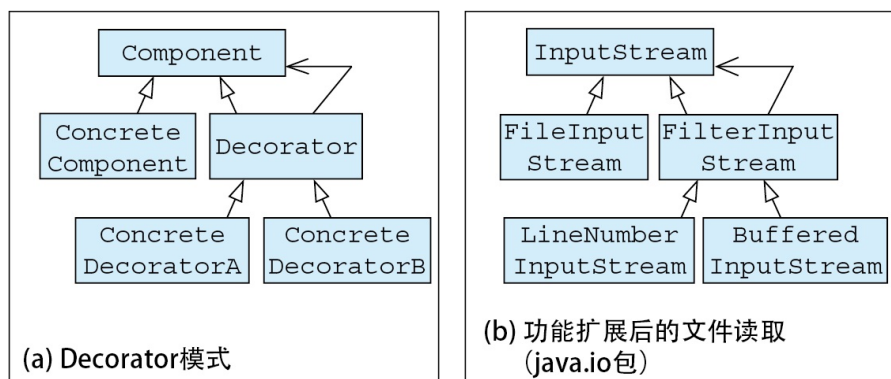 Component
Concrete
Component
Decorator
Concrete
DecoratorA
Concrete
DecoratorB
(a) Decorator模式
InputStream
FileInput
Stream
FilterInput
Stream
LineNumber
InputStream
Buffered
InputStream
(b) 功能扩展后的文件读取
（java.io包）